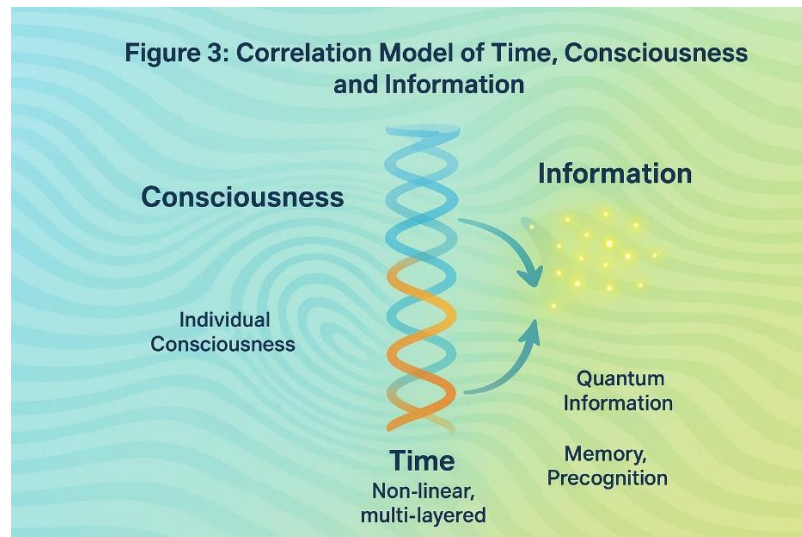 Figure 3: Correlation Model of Time, Consciousness
and Information
Consciousness
Information
Individual
Consciousness
Quantum
Information
Memory,
Precognition
Time
Non-linear,
multi-layered